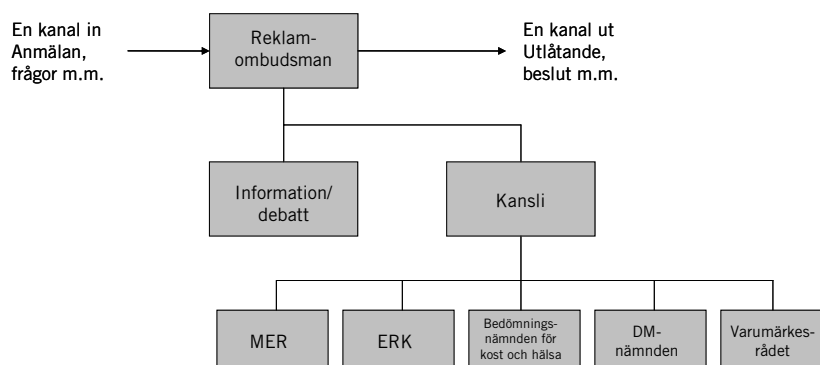 En kanal in
Anmälan,
frågor m.m.
Reklam-
ombudsman
En kanal ut
Utlåtande,
beslut m.m.
Information/
debatt
Kansli
MER
ERK
Bedömnings-
nämnden för
kost och hälsa
DM-
nämnden
Varumärkes-
rådet